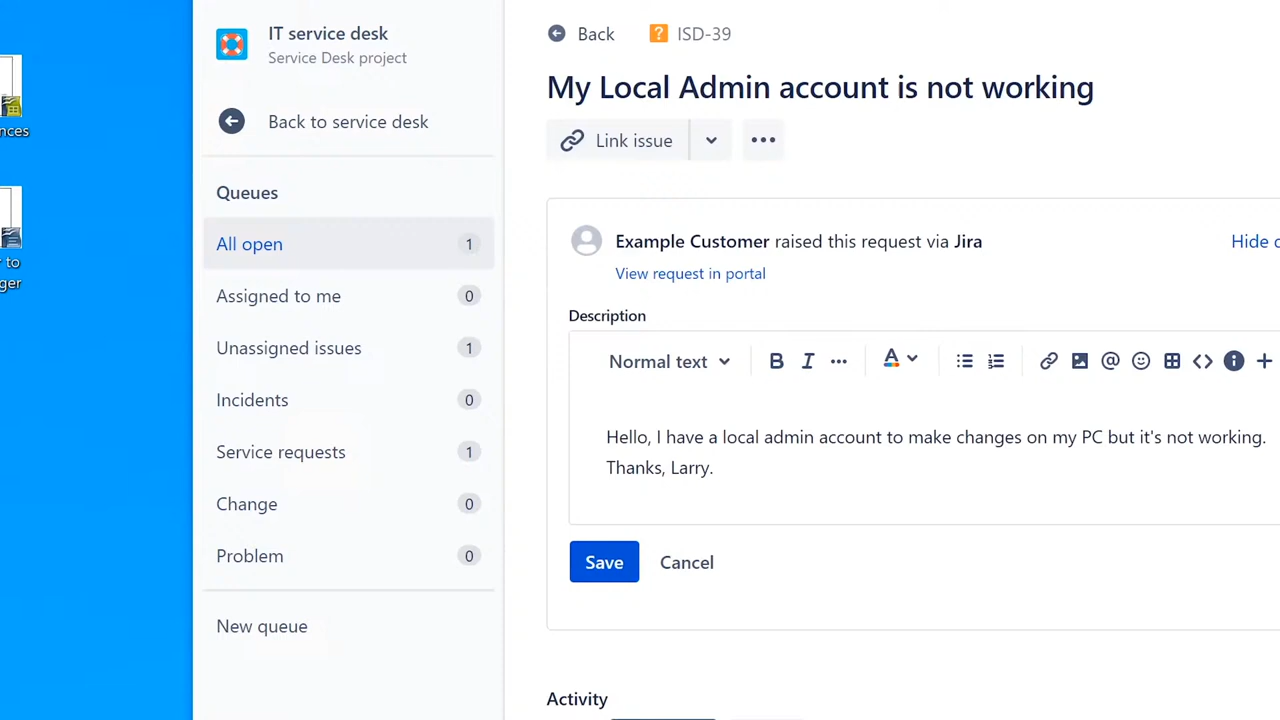 nces
r to
ger
IT service desk
Service Desk project
Back to service desk
Queues
All open 1
Assigned to me 0
Unassigned issues 1
Incidents 0
Service requests 1
Change 0
Problem 0
New queue
Back ISD-39
My Local Admin account is not working
Link issue
Example Customer raised this request via Jira
Hide
View request in portal
Description
Normal text B I A
Hello, I have a local admin account to make changes on my PC but it's not working.
Thanks, Larry.
Save Cancel
Activity